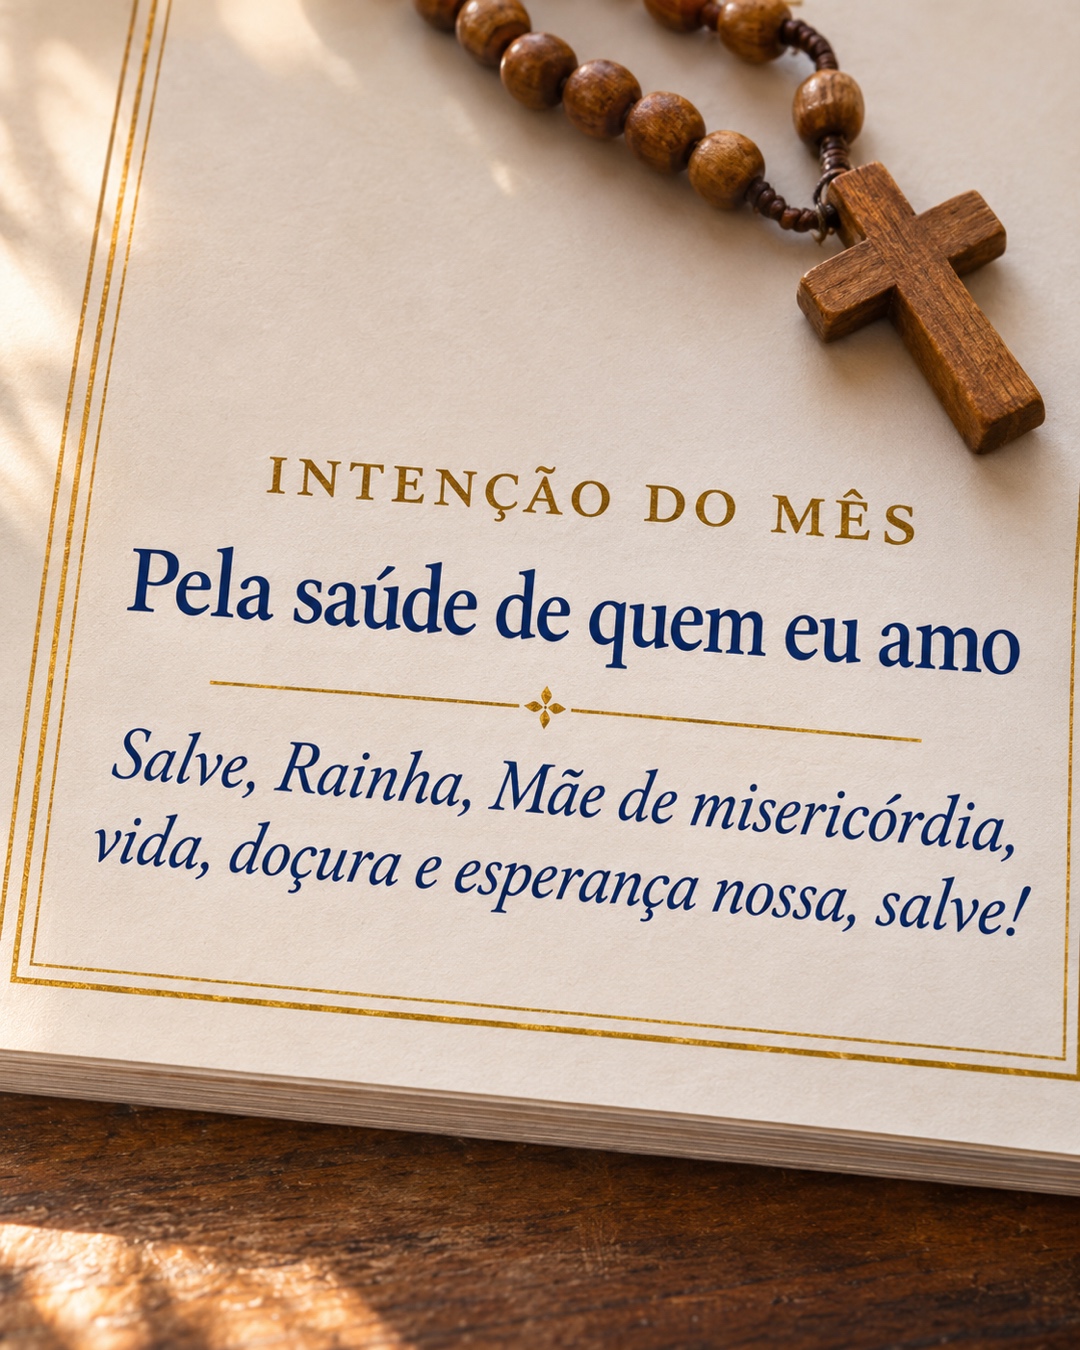 INTENÇÃO DO MÊS
Pela saúde de quem eu amo
Salve, Rainha, Mãe de misericórdia,
vida, doçura e esperança nossa, salve!